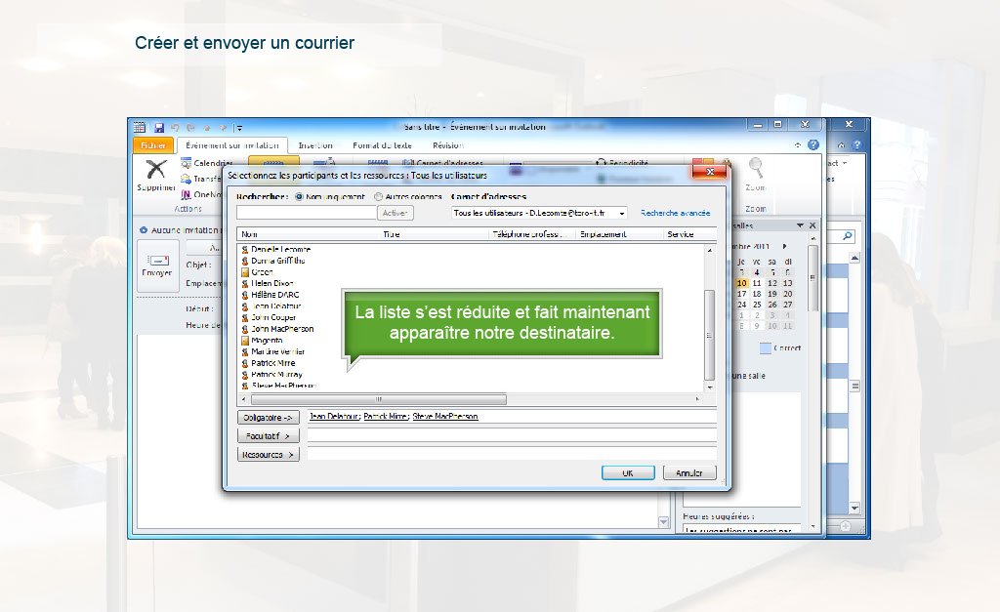 Créer et envoyer un courrier
Sans titre - Événement sur invitation
Fichier Événement sur invitation Insertion Format du texte Révision
Calendrier Carnet d'adresses Périodicité
Supprimer
Actions
Zoom
Zoom
Sélectionnez les participants et les ressources : Tous les utilisateurs
Rechercher : Nom uniquement Autres colonnes Carnet d'adresses
Activer Tous les utilisateurs - D.Lecomte@toro-it.fr Recherche avancée
Nom Titre Téléphone professi... Emplacement Service
Danielle Lecomte
Donna Griffiths
Green
Helen Dixon
Hélène DARC
Jean Delatour
John Cooper
John MacPherson
Magenta
Martine Vernier
Patrick Mirre
Patrick Murray
Steve MacPherson
La liste s'est réduite et fait maintenant
apparaître notre destinataire.
Obligatoire -> Jean Delatour; Patrick Mirre; Steve MacPherson
Facultatif ->
Ressources ->
OK Annuler
Aucune invitation
Envoyer
Objet :
Début :
Heure de
salles
2011
je ve sa di
3 4 5 6
10 11 12 13
17 18 19 20
24 25 26 27
1 2 3 4
8 9 10 11
Correct
une salle
Heures suggérées :
Les suggestions ne sont pas